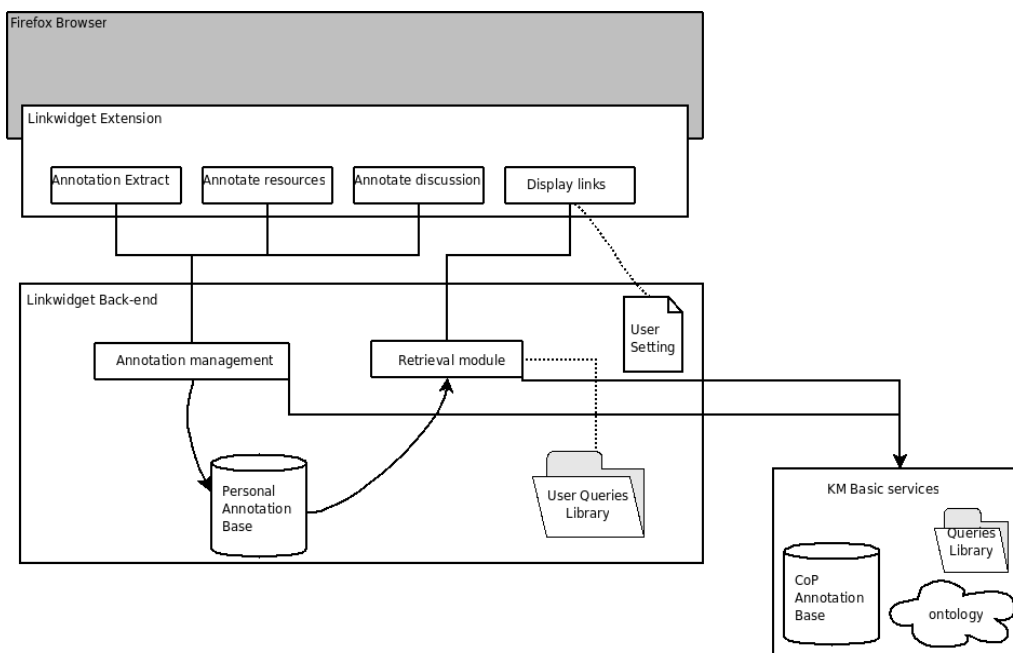 Firefox Browser
Linkwidget Extension
Annotation Extract
Annotate resources
Annotate discussion
Display links
Linkwidget Back-end
User
Setting
Annotation management
Retrieval module
Personal
Annotation
Base
User Queries
Library
KM Basic services
Queries
Library
CoP
Annotation
Base
ontology